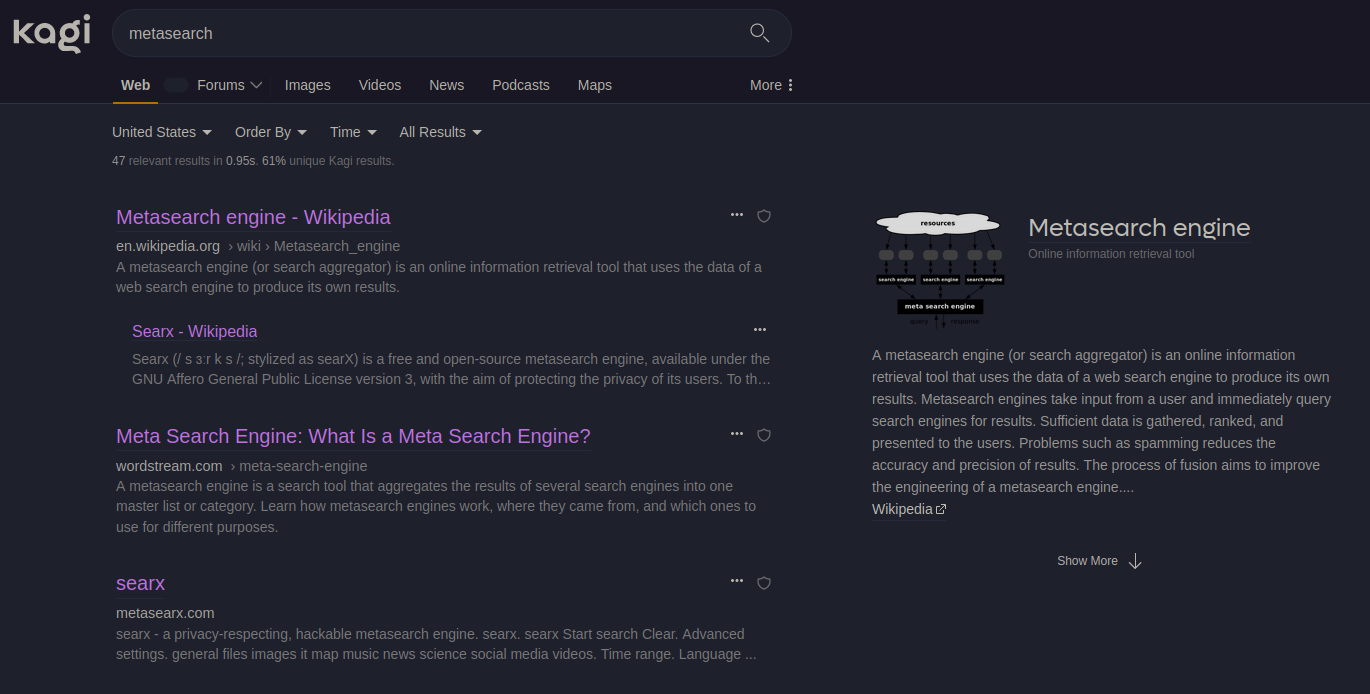 kagi
metasearch
Web Forums Images Videos News Podcasts Maps More
United States Order By Time All Results
47 relevant results in 0.95s. 61% unique Kagi results.
Metasearch engine - Wikipedia
en.wikipedia.org › wiki › Metasearch_engine
A metasearch engine (or search aggregator) is an online information retrieval tool that uses the data of a
web search engine to produce its own results.
Searx - Wikipedia
Searx (/ s ɜːr k s /; stylized as searX) is a free and open-source metasearch engine, available under the
GNU Affero General Public License version 3, with the aim of protecting the privacy of its users. To th…
Meta Search Engine: What Is a Meta Search Engine?
wordstream.com › meta-search-engine
A metasearch engine is a search tool that aggregates the results of several search engines into one
master list or category. Learn how metasearch engines work, where they came from, and which ones to
use for different purposes.
searx
metasearx.com
searx - a privacy-respecting, hackable metasearch engine. searx. searx Start search Clear. Advanced
settings. general files images it map music news science social media videos. Time range. Language ...
resources
search engine search engine search engine
meta search engine
query response
Metasearch engine
Online information retrieval tool
A metasearch engine (or search aggregator) is an online information
retrieval tool that uses the data of a web search engine to produce its own
results. Metasearch engines take input from a user and immediately query
search engines for results. Sufficient data is gathered, ranked, and
presented to the users. Problems such as spamming reduces the
accuracy and precision of results. The process of fusion aims to improve
the engineering of a metasearch engine....
Wikipedia
Show More